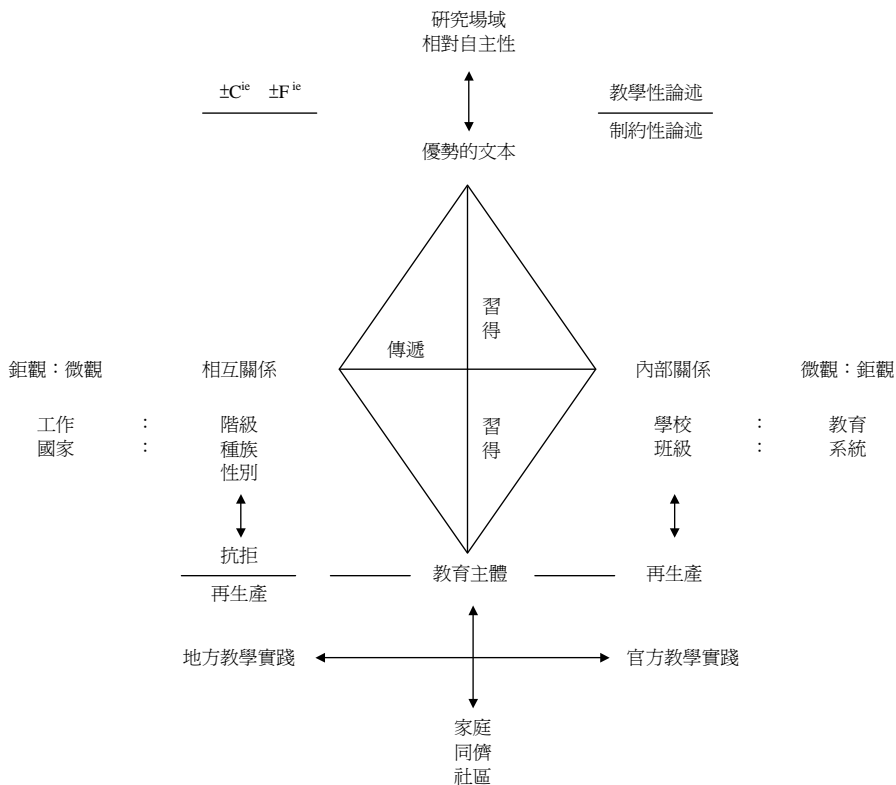 研究場域
相對自主性
±Cⁱᵉ ±Fⁱᵉ
教學性論述
制約性論述
優勢的文本
習
得
傳遞
鉅觀：微觀 相互關係 內部關係 微觀：鉅觀
習
得
工作 ： 階級 學校 ： 教育
國家 ： 種族 班級 ： 系統
性別
抗拒
再生產
教育主體
再生產
地方教學實踐 官方教學實踐
家庭
同儕
社區